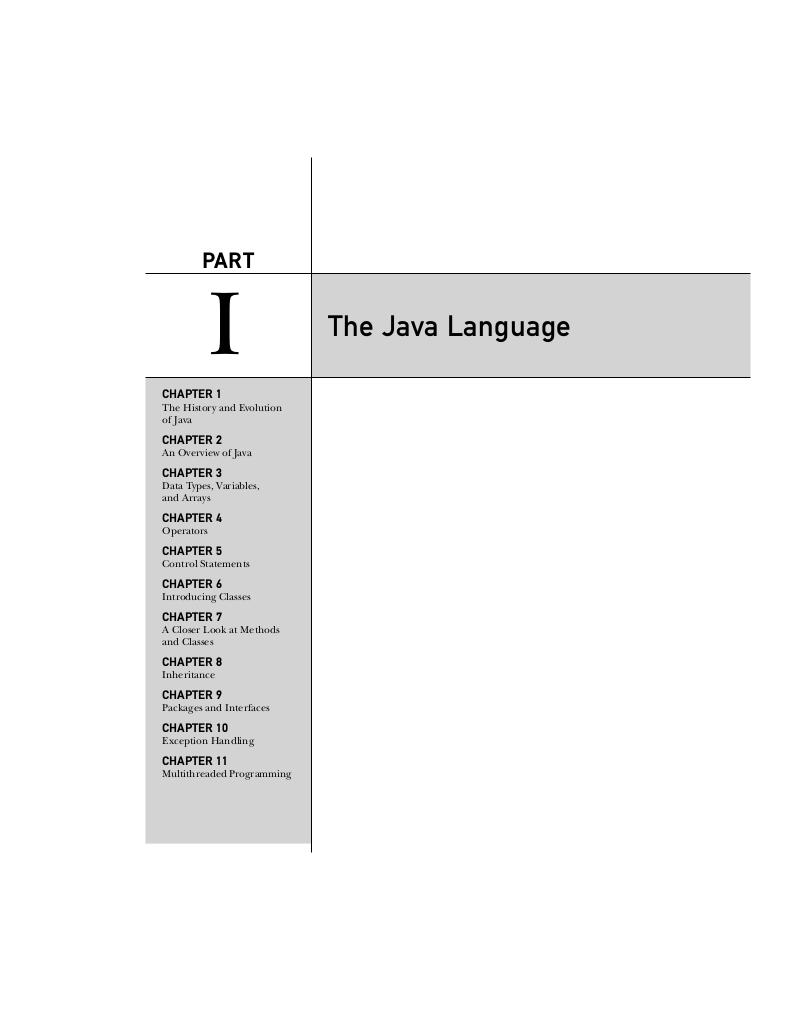 PART
I
The Java Language
CHAPTER 1
The History and Evolution
of Java
CHAPTER 2
An Overview of Java
CHAPTER 3
Data Types, Variables,
and Arrays
CHAPTER 4
Operators
CHAPTER 5
Control Statements
CHAPTER 6
Introducing Classes
CHAPTER 7
A Closer Look at Methods
and Classes
CHAPTER 8
Inheritance
CHAPTER 9
Packages and Interfaces
CHAPTER 10
Exception Handling
CHAPTER 11
Multithreaded Programming